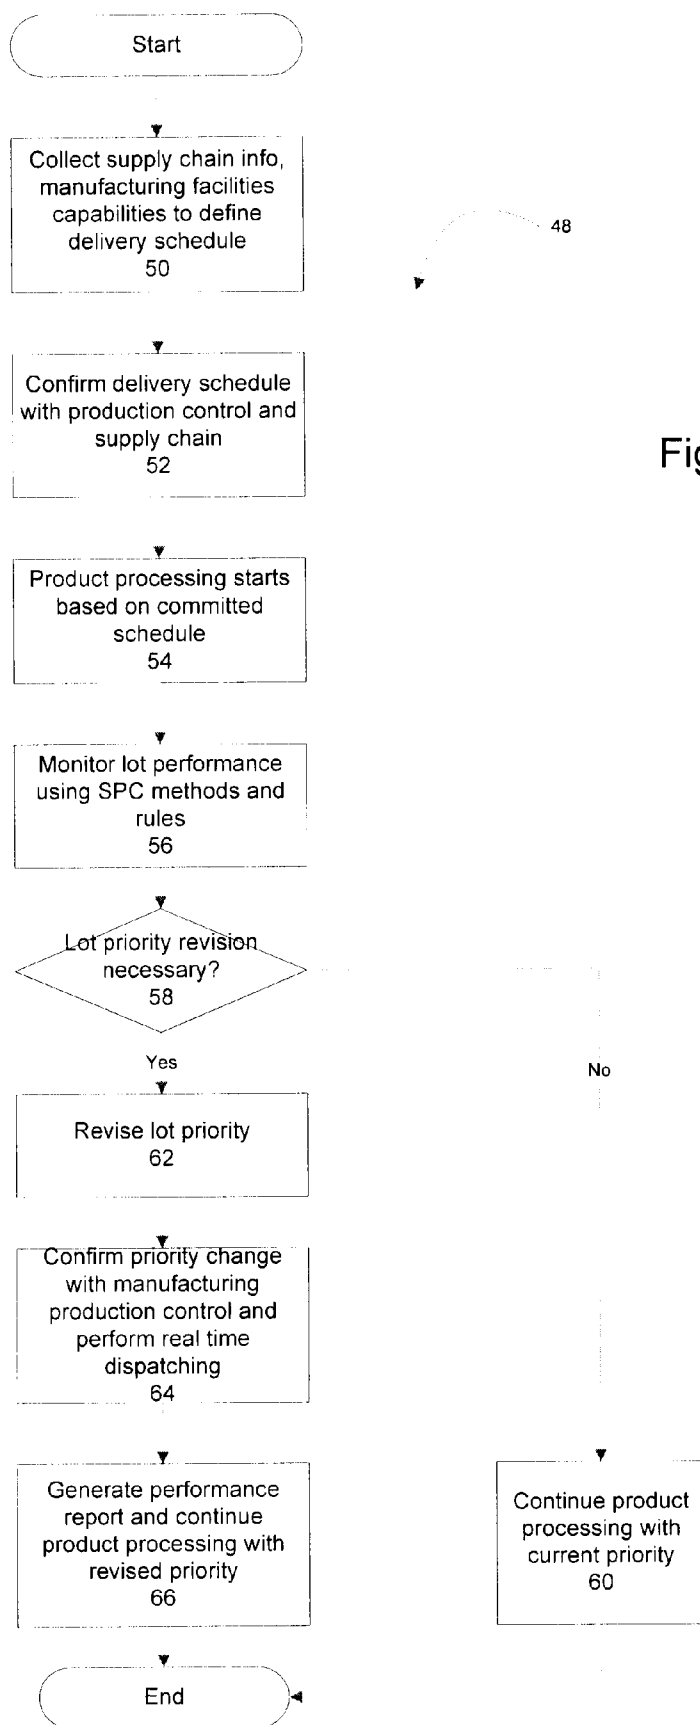 Start
Collect supply chain info,
manufacturing facilities
capabilities to define
delivery schedule
50
48
Confirm delivery schedule
with production control and
supply chain
52
Fig
Product processing starts
based on committed
schedule
54
Monitor lot performance
using SPC methods and
rules
56
Lot priority revision
necessary?
58
Yes
No
Revise lot priority
62
Confirm priority change
with manufacturing
production control and
perform real time
dispatching
64
Generate performance
report and continue
product processing with
revised priority
66
Continue product
processing with
current priority
60
End